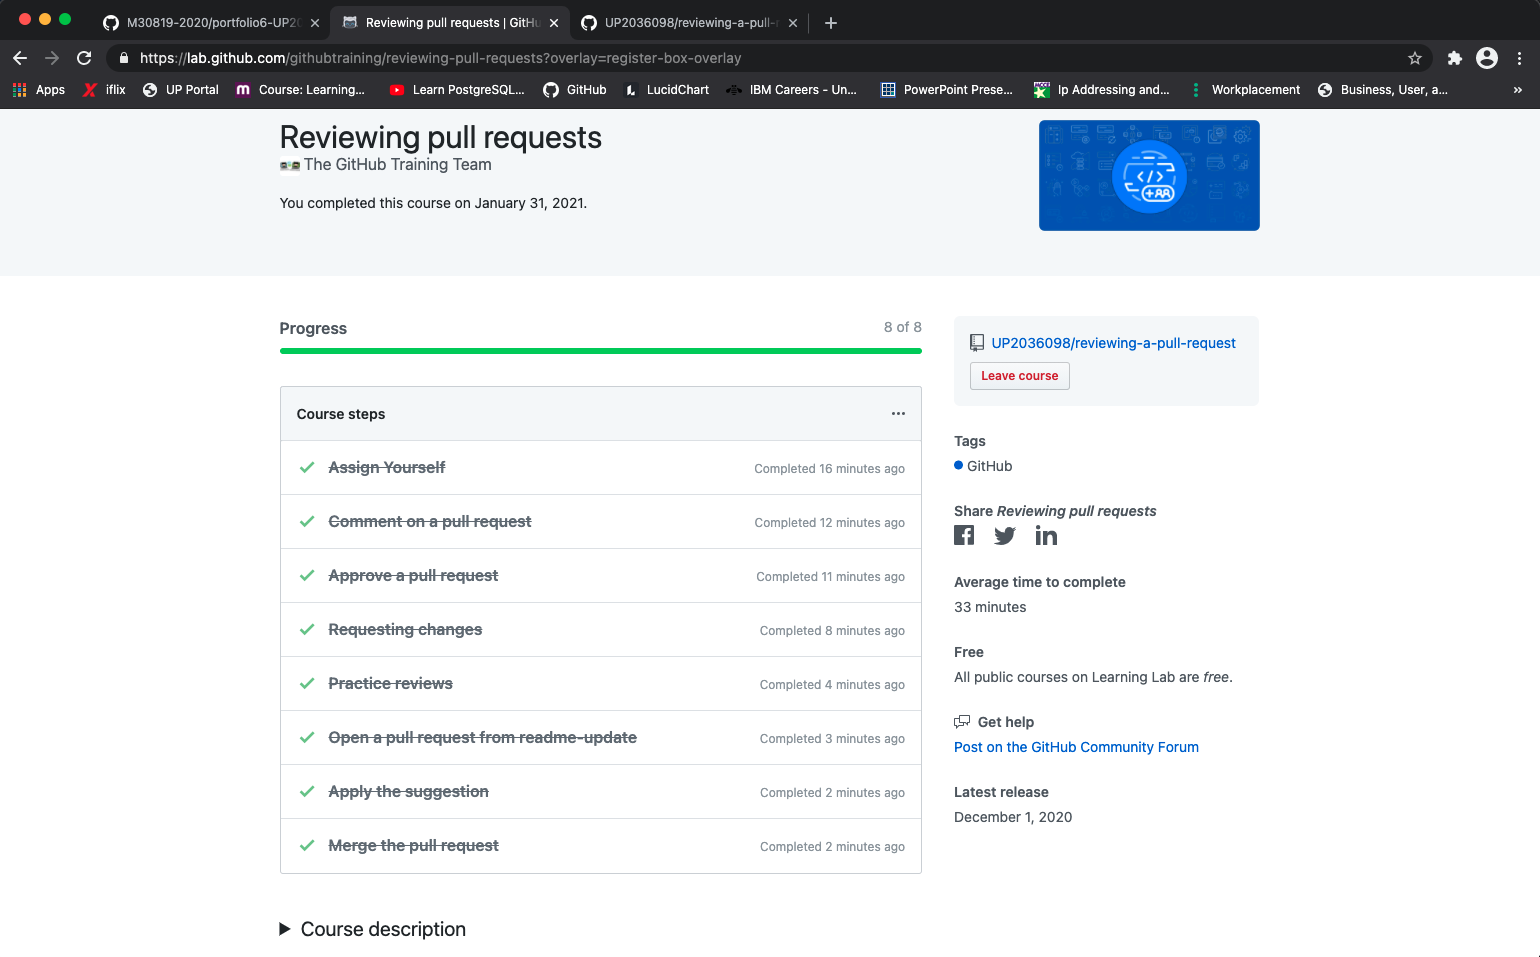 M30819-2020/portfolio6-UP20
Reviewing pull requests | GitHu
UP2036098/reviewing-a-pull-r
https://lab.github.com/githubtraining/reviewing-pull-requests?overlay=register-box-overlay
Apps
iflix
UP Portal
Course: Learning...
Learn PostgreSQL...
GitHub
LucidChart
IBM Careers - Un...
PowerPoint Prese...
Ip Addressing and...
Workplacement
Business, User, a...
»
Reviewing pull requests
The GitHub Training Team
You completed this course on January 31, 2021.
Progress
8 of 8
Course steps
Assign Yourself
Completed 16 minutes ago
Comment on a pull request
Completed 12 minutes ago
Approve a pull request
Completed 11 minutes ago
Requesting changes
Completed 8 minutes ago
Practice reviews
Completed 4 minutes ago
Open a pull request from readme-update
Completed 3 minutes ago
Apply the suggestion
Completed 2 minutes ago
Merge the pull request
Completed 2 minutes ago
Course description
UP2036098/reviewing-a-pull-request
Leave course
Tags
GitHub
Share Reviewing pull requests
Average time to complete
33 minutes
Free
All public courses on Learning Lab are free.
Get help
Post on the GitHub Community Forum
Latest release
December 1, 2020